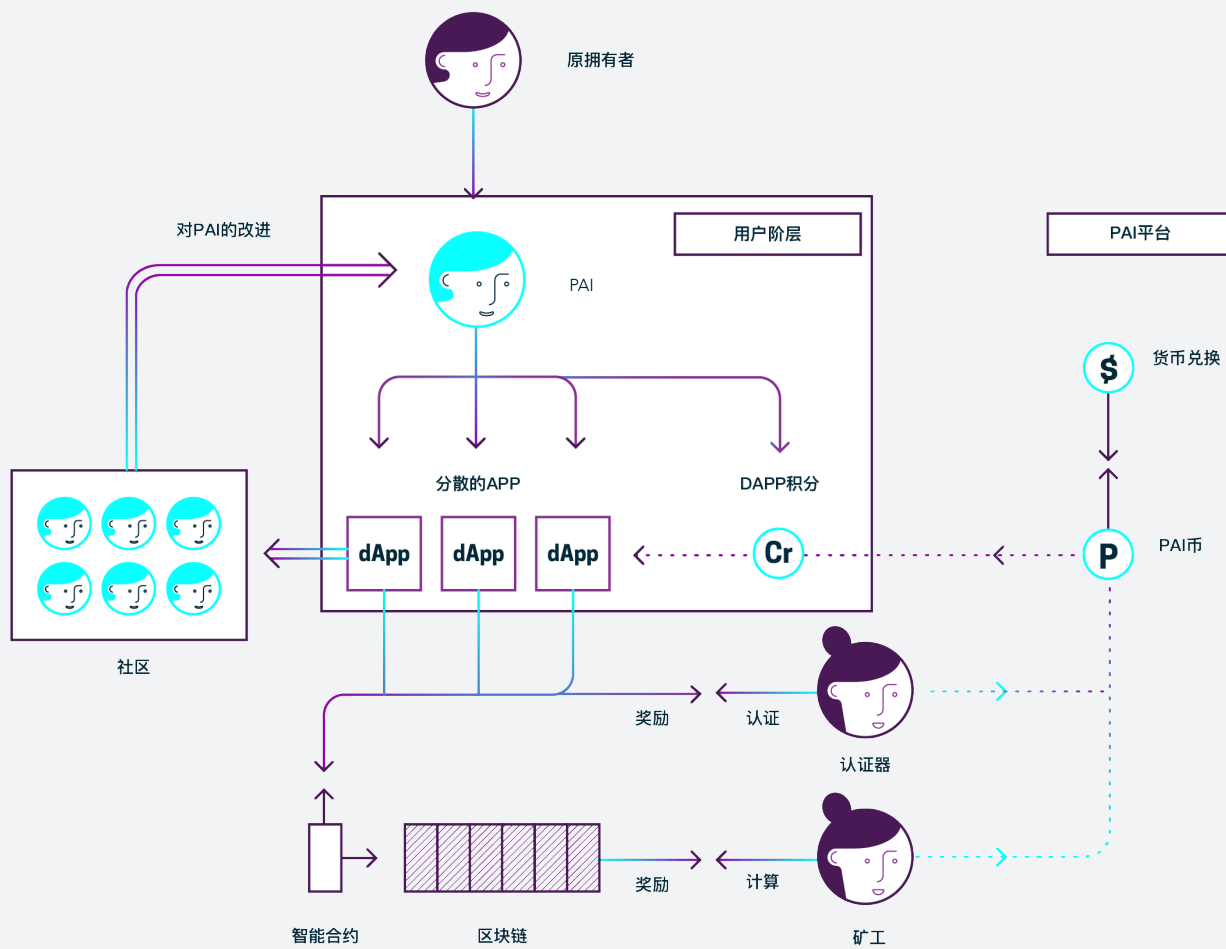 原拥有者
对PAI的改进
用户阶层
PAI平台
PAI
$
货币兑换
分散的APP
DAPP积分
dApp
dApp
dApp
Cr
P
PAI币
社区
奖励
认证
认证器
奖励
计算
智能合约
区块链
矿工